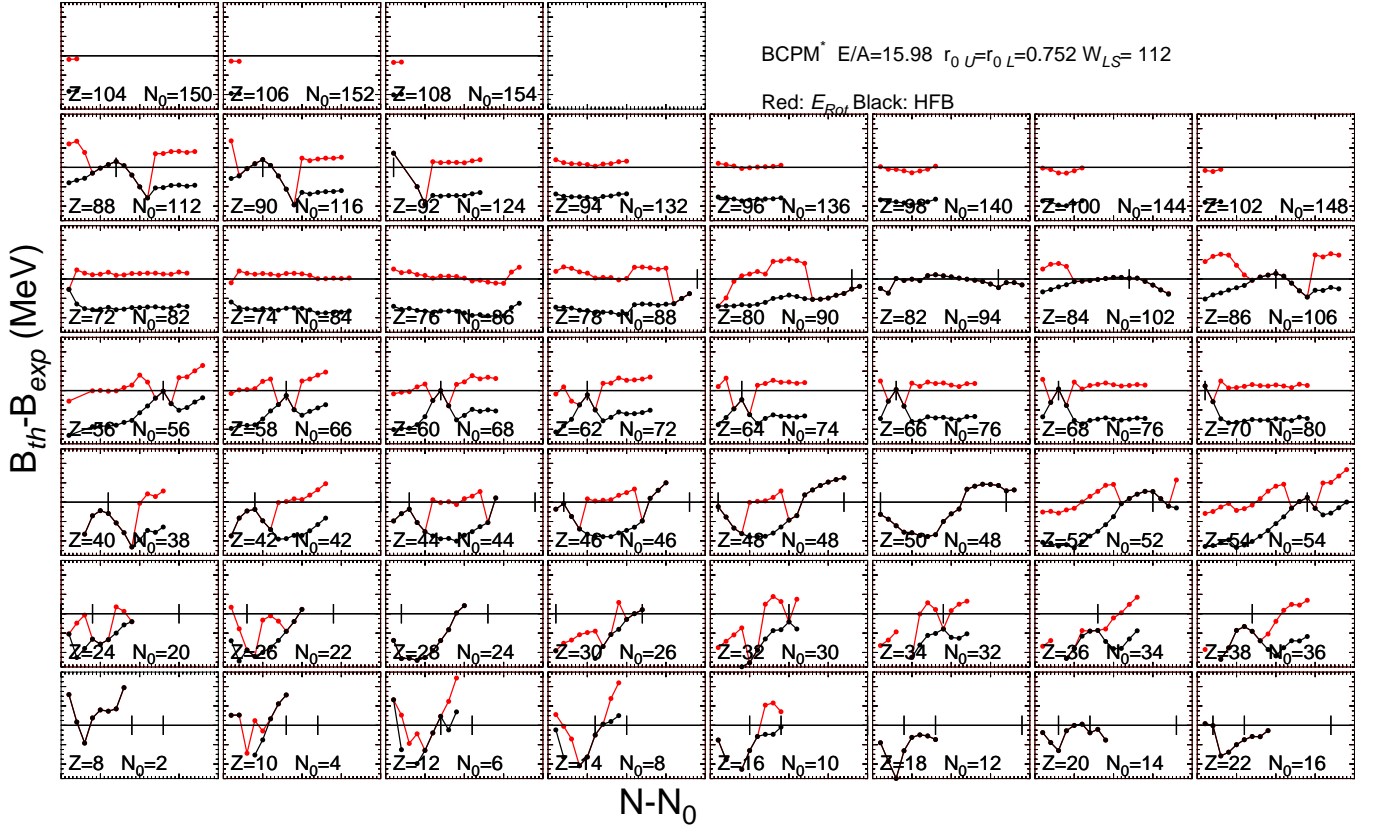 BCPM* E/A=15.98 r0 U=r0 L=0.752 WLS= 112
Red: ERot Black: HFB
Z=104 N0=150
Z=106 N0=152
Z=108 N0=154
Z=88 N0=112
Z=90 N0=116
Z=92 N0=124
Z=94 N0=132
Z=96 N0=136
Z=98 N0=140
Z=100 N0=144
Z=102 N0=148
Z=72 N0=82
Z=74 N0=84
Z=76 N0=86
Z=78 N0=88
Z=80 N0=90
Z=82 N0=94
Z=84 N0=102
Z=86 N0=106
Z=56 N0=56
Z=58 N0=66
Z=60 N0=68
Z=62 N0=72
Z=64 N0=74
Z=66 N0=76
Z=68 N0=76
Z=70 N0=80
Z=40 N0=38
Z=42 N0=42
Z=44 N0=44
Z=46 N0=46
Z=48 N0=48
Z=50 N0=48
Z=52 N0=52
Z=54 N0=54
Z=24 N0=20
Z=26 N0=22
Z=28 N0=24
Z=30 N0=26
Z=32 N0=30
Z=34 N0=32
Z=36 N0=34
Z=38 N0=36
Z=8 N0=2
Z=10 N0=4
Z=12 N0=6
Z=14 N0=8
Z=16 N0=10
Z=18 N0=12
Z=20 N0=14
Z=22 N0=16
Bth-Bexp (MeV)
N-N0